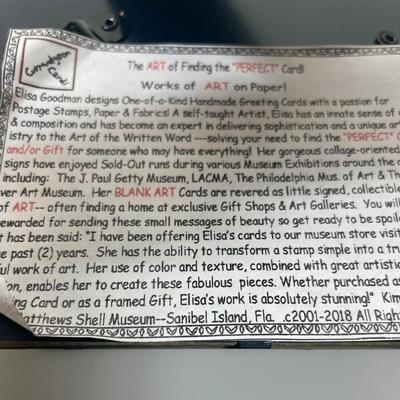 Conversation
Cards!
The ART of Finding the "PERFECT" Card!
Works of ART on Paper!
Elisa Goodman designs One-of-a-Kind Handmade Greeting Cards with a passion for
Postage Stamps, Paper & Fabrics! A self-taught Artist, Elisa has an innate sense of
& composition and has become an expert in delivering sophistication and a unique art
istry to the Art of the Written Word ----solving your need to find the "PERFECT" C
and/or Gift for someone who may have everything! Her gorgeous collage-oriented
signs have enjoyed Sold-Out runs during various Museum Exhibitions around the
including: The J. Paul Getty Museum, LACMA, The Philadelphia Mus. of Art & Th
ver Art Museum. Her BLANK ART Cards are revered as little signed, collectible
of ART-- often finding a home at exclusive Gift Shops & Art Galleries. You will
rewarded for sending these small messages of beauty so get ready to be spoile
t has been said: "I have been offering Elisa's cards to our museum store visit
e past (2) years. She has the ability to transform a stamp simple into a tru
ful work of art. Her use of color and texture, combined with great artistic
on, enables her to create these fabulous pieces. Whether purchased as
ing Card or as a framed Gift, Elisa's work is absolutely stunning!" Kim
atthews Shell Museum--Sanibel Island, Fla. .c2001-2018 All Righ